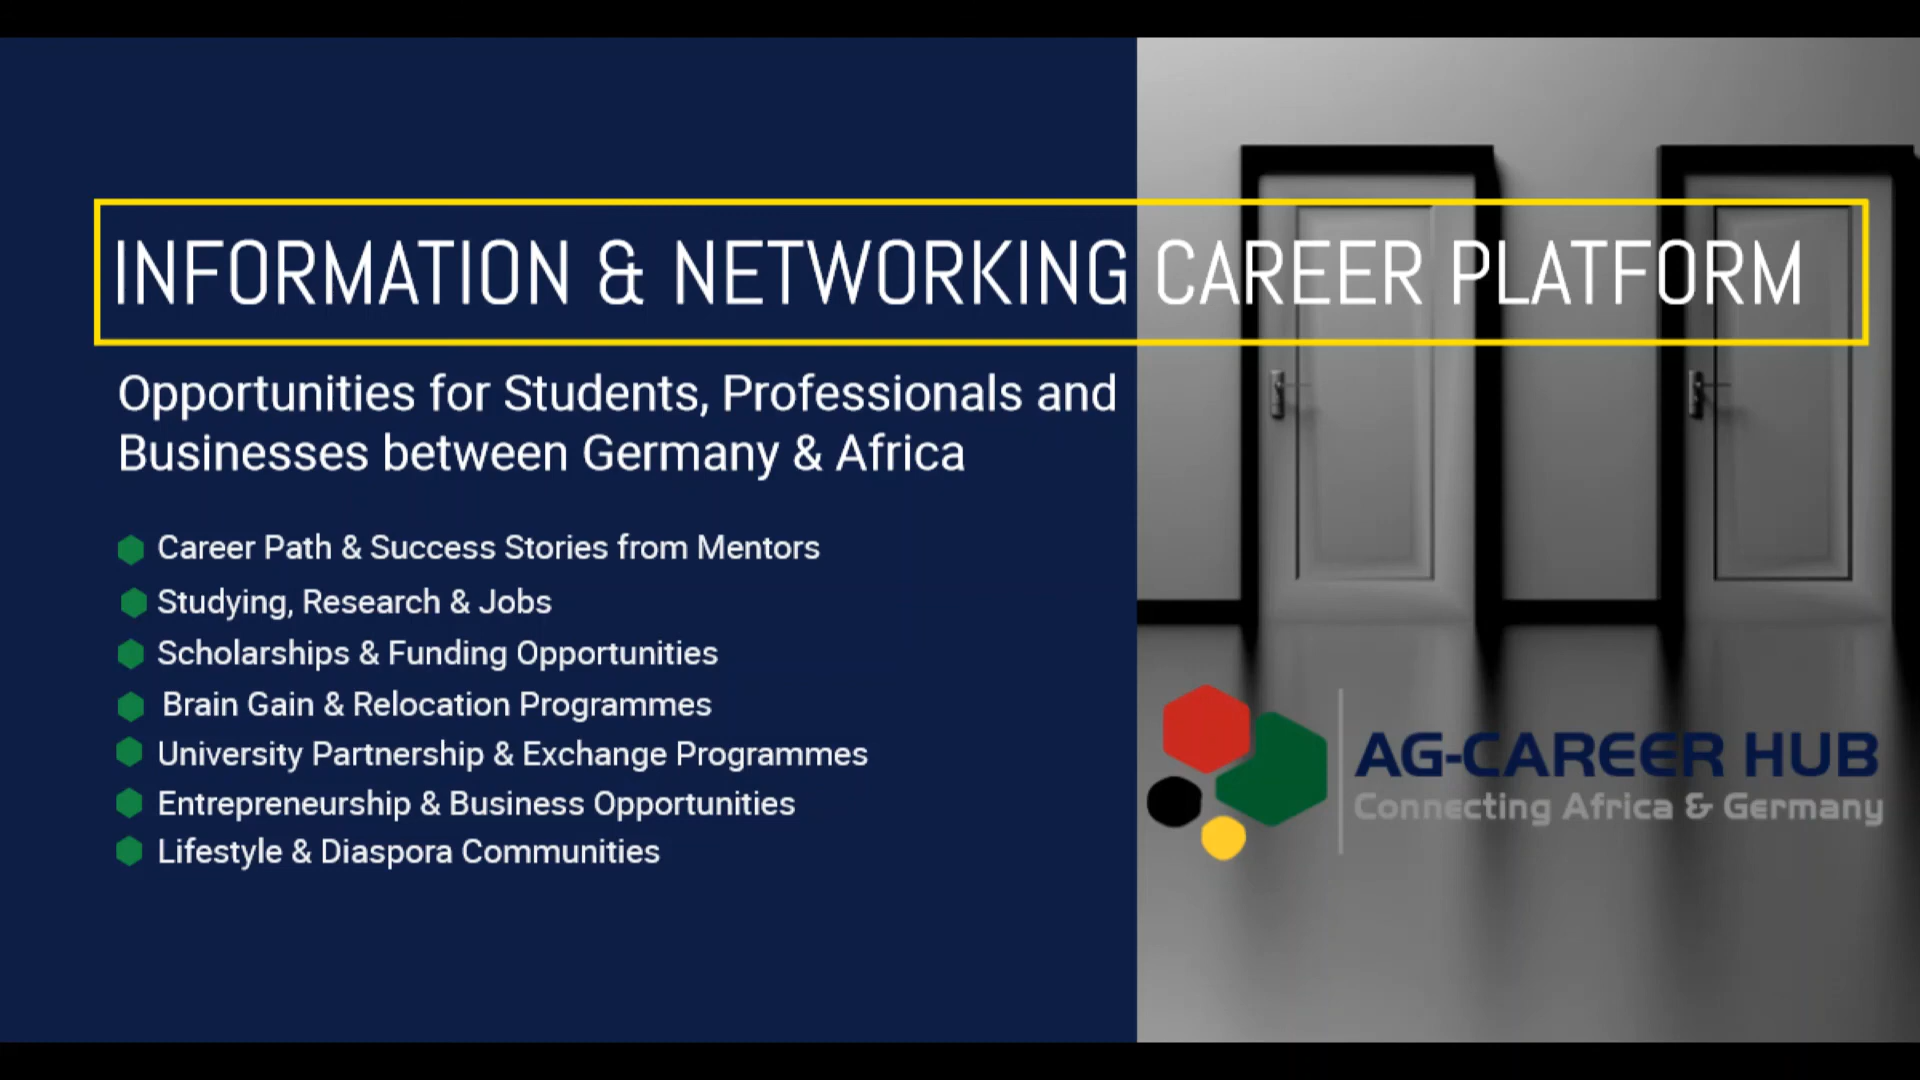 INFORMATION & NETWORKING CAREER PLATFORM
Opportunities for Students, Professionals and
Businesses between Germany & Africa
Career Path & Success Stories from Mentors
Studying, Research & Jobs
Scholarships & Funding Opportunities
Brain Gain & Relocation Programmes
University Partnership & Exchange Programmes
Entrepreneurship & Business Opportunities
Lifestyle & Diaspora Communities
AG-CAREER HUB
Connecting Africa & Germany